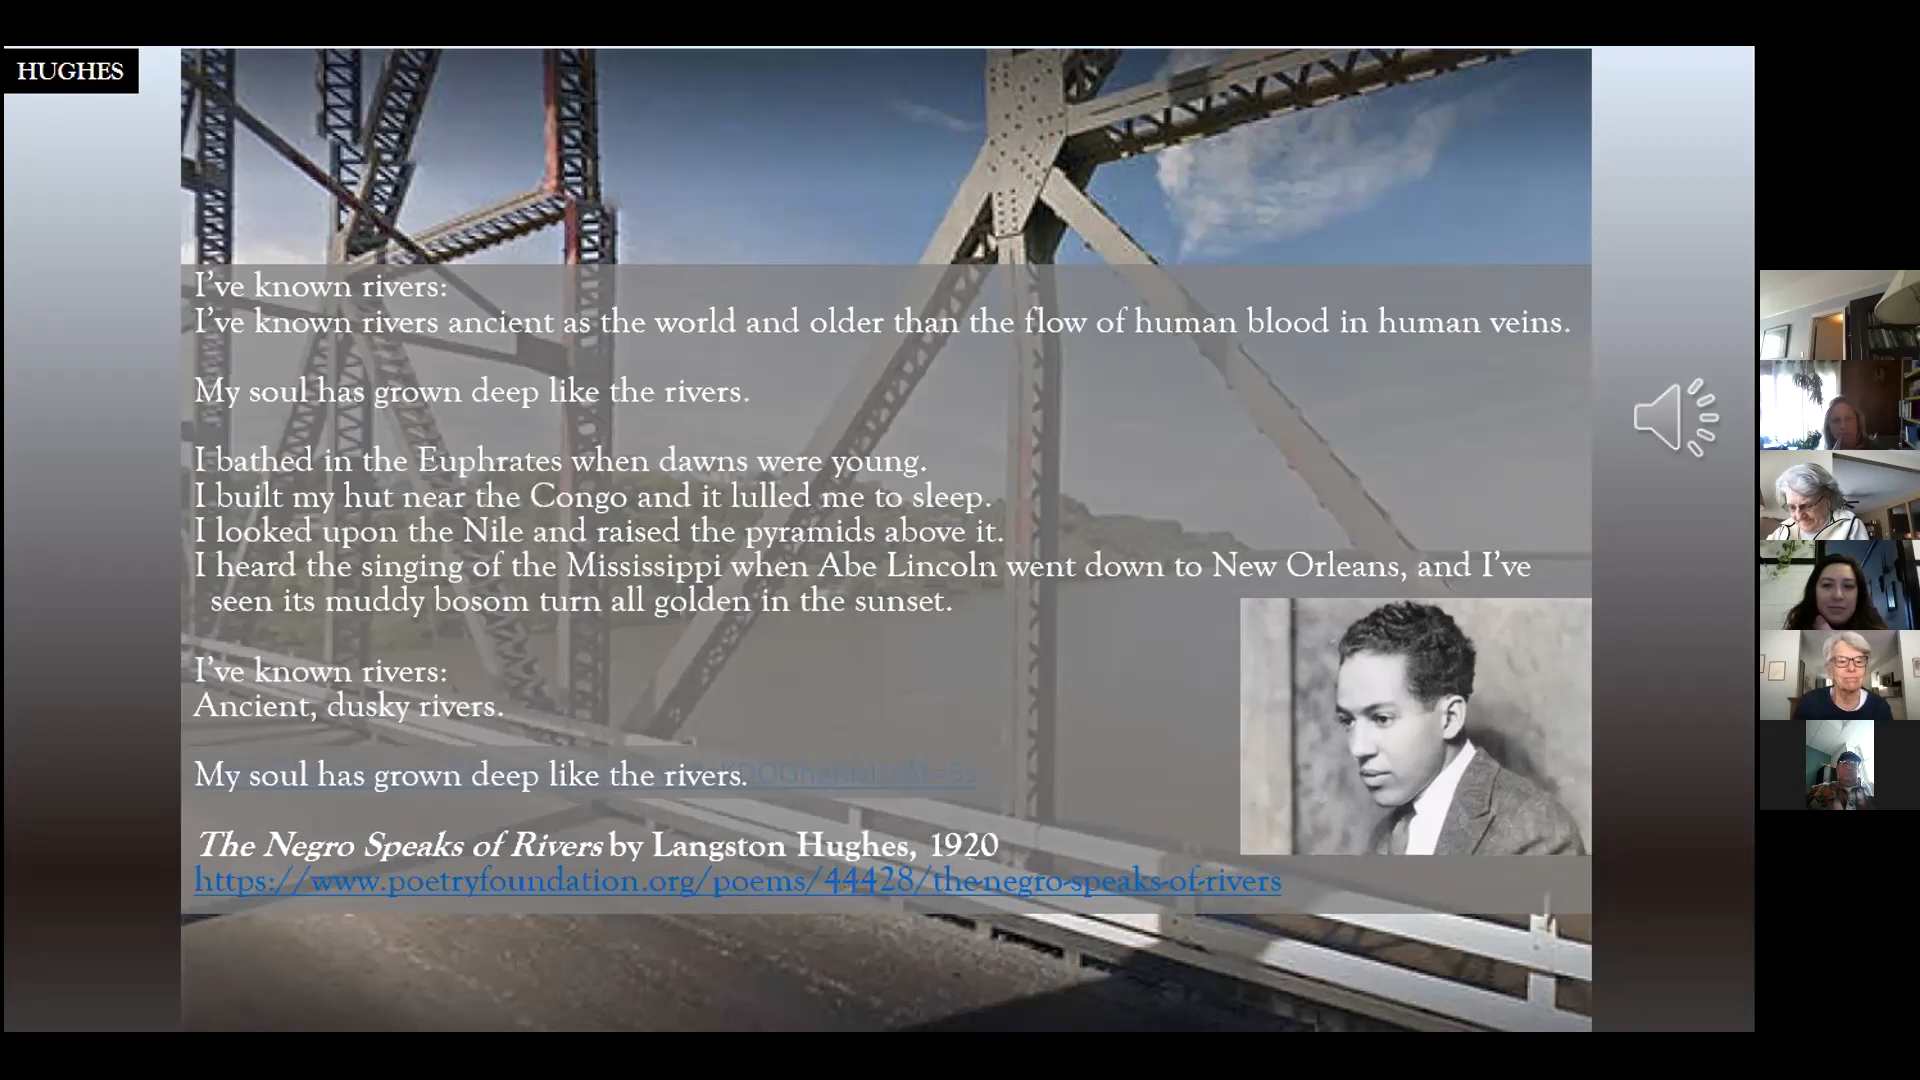 HUGHES
I've known rivers:
I've known rivers ancient as the world and older than the flow of human blood in human veins.
My soul has grown deep like the rivers.
I bathed in the Euphrates when dawns were young.
I built my hut near the Congo and it lulled me to sleep.
I looked upon the Nile and raised the pyramids above it.
I heard the singing of the Mississippi when Abe Lincoln went down to New Orleans, and I've
seen its muddy bosom turn all golden in the sunset.
I've known rivers:
Ancient, dusky rivers.
My soul has grown deep like the rivers.
The Negro Speaks of Rivers by Langston Hughes, 1920
https://www.poetryfoundation.org/poems/44428/the-negro-speaks-of-rivers